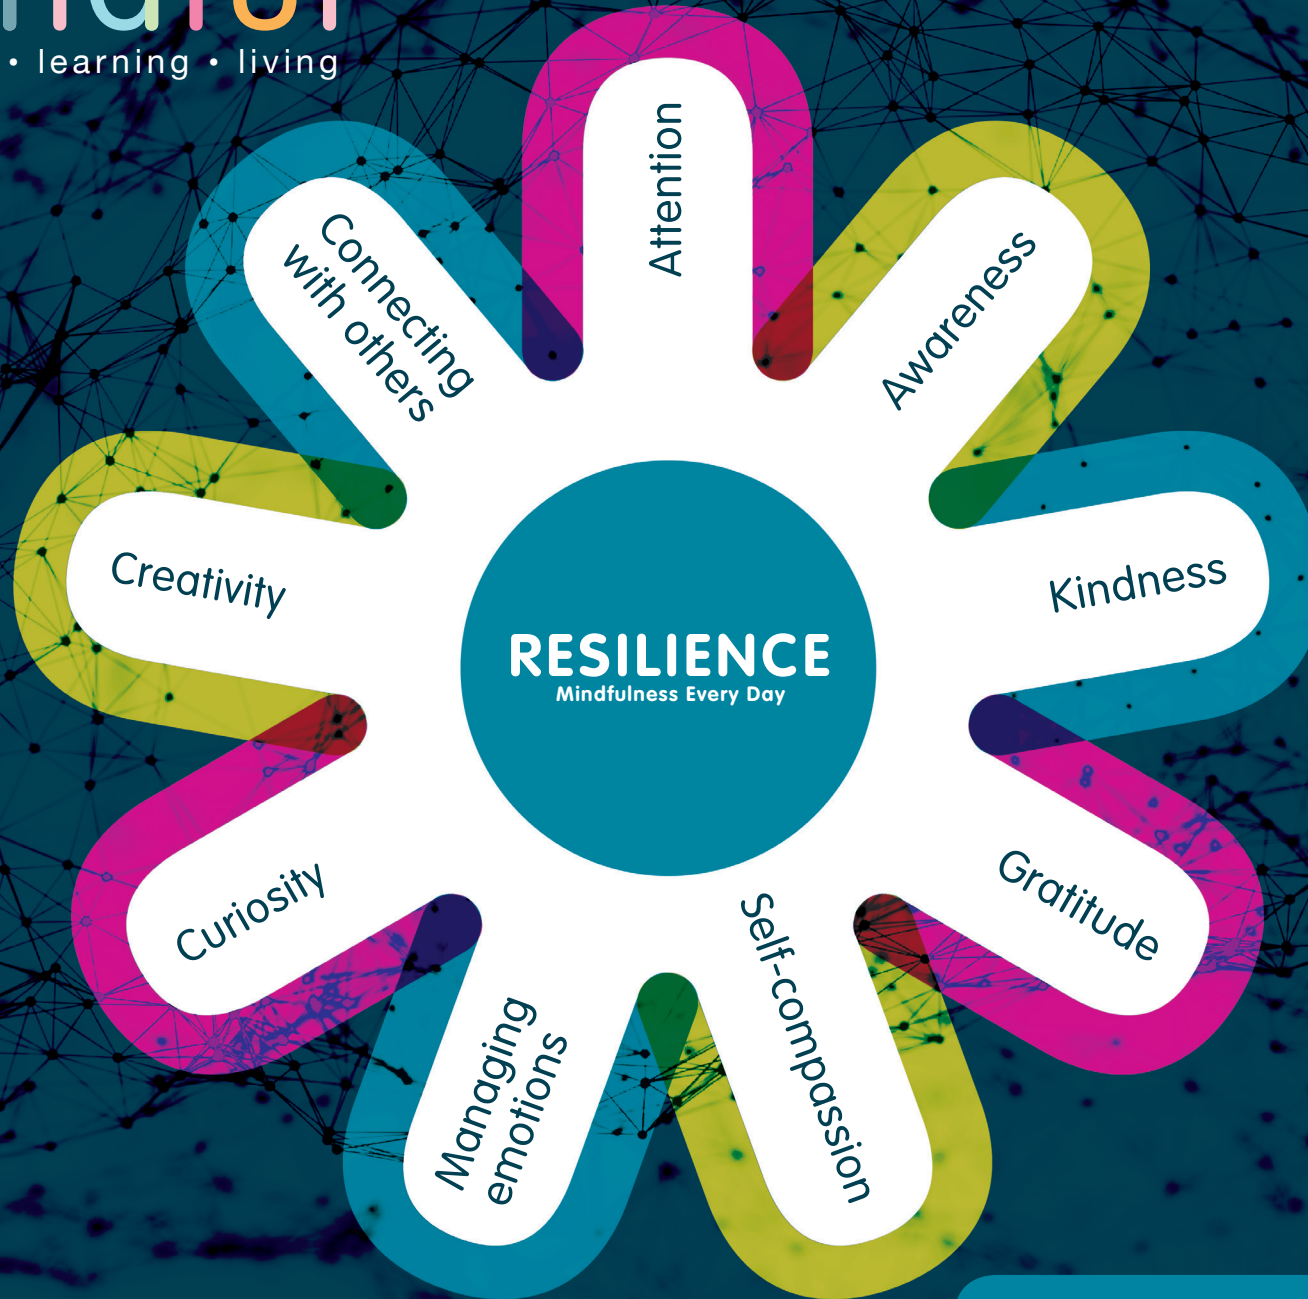 • learning • living
Attention
Awareness
Kindness
Gratitude
Self-compassion
Managing
emotions
Curiosity
Creativity
Connecting
with others
RESILIENCE
Mindfulness Every Day